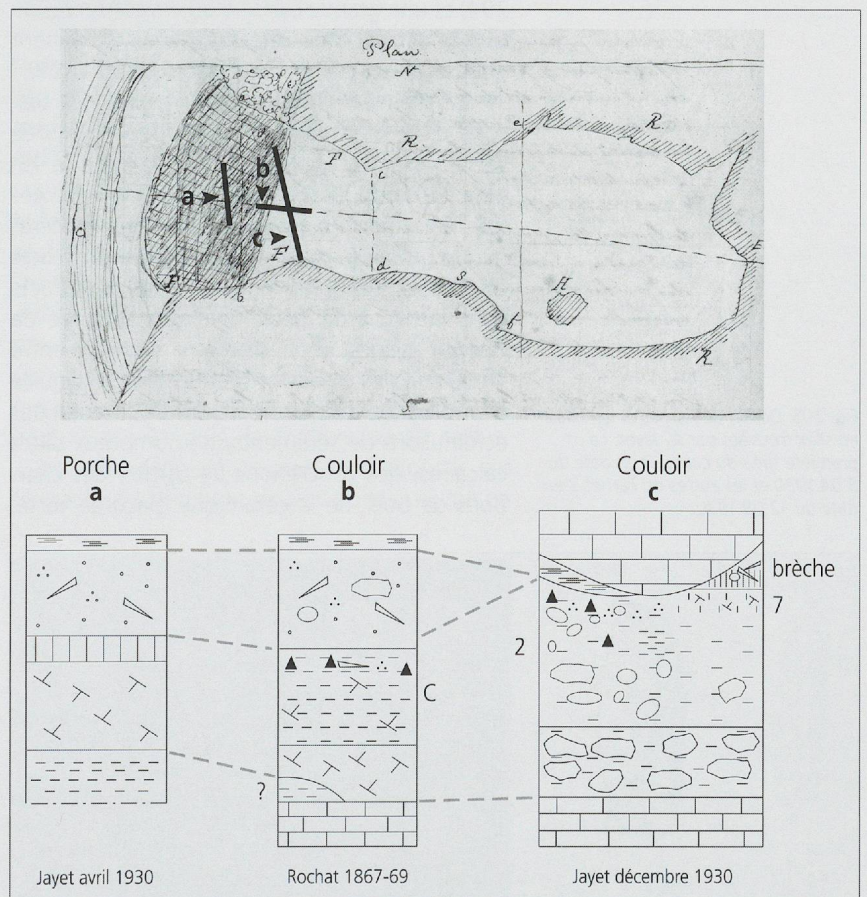 Plan
N
e
R
R
F
c
b
a
c
F
a
E
P
b
d
s
H
f
R
S
Porche
a
Couloir
b
Couloir
c
brèche
7
2
C
?
Jayet avril 1930
Rochat 1867-69
Jayet décembre 1930